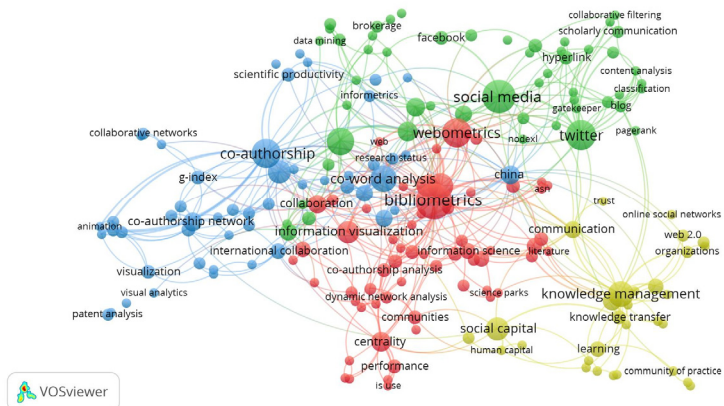 collaborative filtering
brokerage
scholarly communication
data mining
facebook
hyperlink
scientific productivity
content analysis
informetrics
classification
social media
gatekeeper
blog
collaborative networks
webometrics
twitter
pagerank
web
nodexl
co-authorship
research status
g-index
co-word analysis
china
asn
bibliometrics
collaboration
trust
online social networks
animation
co-authorship network
information visualization
communication
web 2.0
international collaboration
information science
literature
organizations
visualization
co-authorship analysis
visual analytics
dynamic network analysis
science parks
knowledge management
patent analysis
communities
knowledge transfer
social capital
centrality
human capital
learning
performance
community of practice
is use
VOSviewer